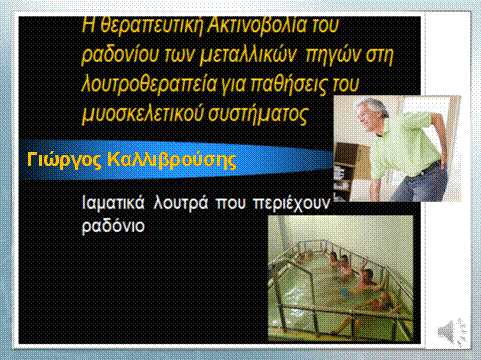 Η θεραπευτική Ακτινοβολία του
ραδονίου των μεταλλικών πηγών στη
λουτροθεραπεία για παθήσεις του
μυοσκελετικού συστήματος
Γιώργος Καλλιβρούσης
Ιαματικά λουτρά που περιέχουν
ραδόνιο